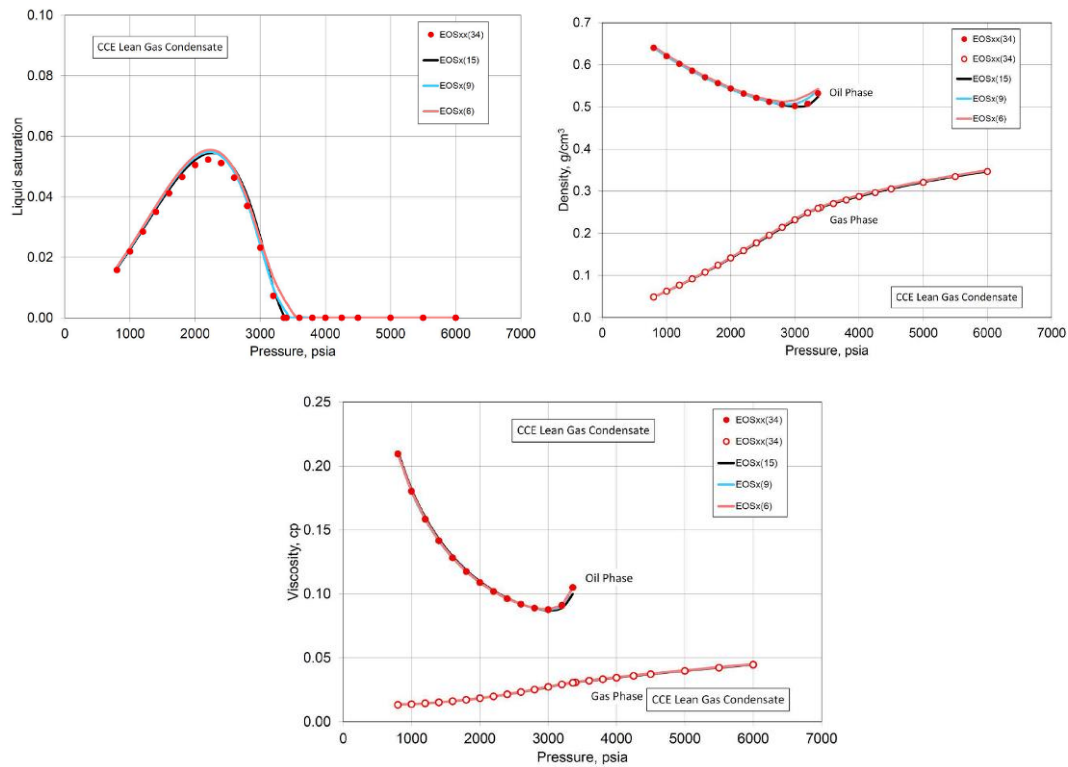 0.10
0.08
0.06
0.04
0.02
0.00
Liquid saturation
0
1000
2000
3000
4000
5000
6000
7000
Pressure, psia
CCE Lean Gas Condensate
EOSxx(34)
EOSx(15)
EOSx(9)
EOSx(6)
0.7
0.6
0.5
0.4
0.3
0.2
0.1
0.0
Density, g/cm³
0
1000
2000
3000
4000
5000
6000
7000
Pressure, psia
EOSxx(34)
EOSxx(34)
EOSx(15)
EOSx(9)
EOSx(6)
Oil Phase
Gas Phase
CCE Lean Gas Condensate
0.25
0.20
0.15
0.10
0.05
0.00
Viscosity, cp
0
1000
2000
3000
4000
5000
6000
7000
Pressure, psia
CCE Lean Gas Condensate
EOSxx(34)
EOSxx(34)
EOSx(15)
EOSx(9)
EOSx(6)
Oil Phase
Gas Phase
CCE Lean Gas Condensate